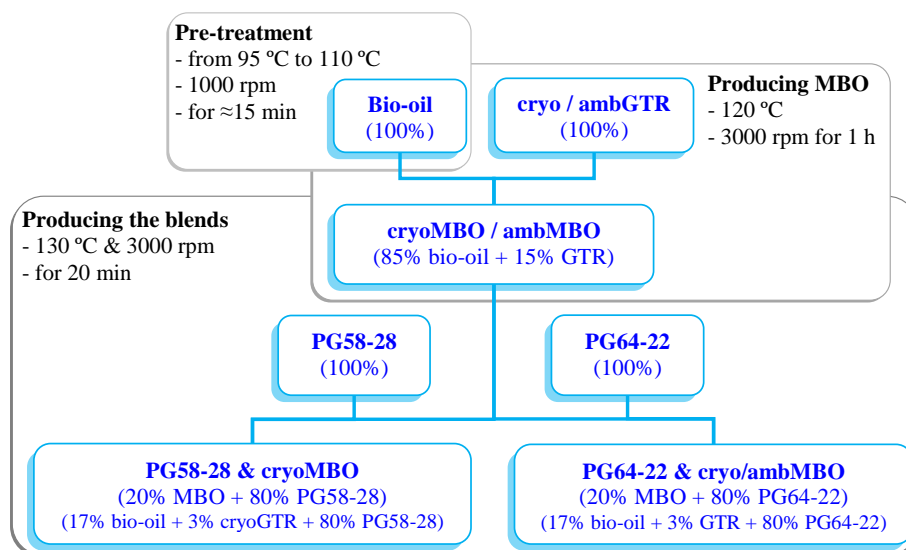 Pre-treatment
- from 95 ºC to 110 ºC
- 1000 rpm
- for ≈15 min
Bio-oil
(100%)
cryo / ambGTR
(100%)
Producing MBO
- 120 ºC
- 3000 rpm for 1 h
Producing the blends
- 130 ºC & 3000 rpm
- for 20 min
cryoMBO / ambMBO
(85% bio-oil + 15% GTR)
PG58-28
(100%)
PG64-22
(100%)
PG58-28 & cryoMBO
(20% MBO + 80% PG58-28)
(17% bio-oil + 3% cryoGTR + 80% PG58-28)
PG64-22 & cryo/ambMBO
(20% MBO + 80% PG64-22)
(17% bio-oil + 3% GTR + 80% PG64-22)